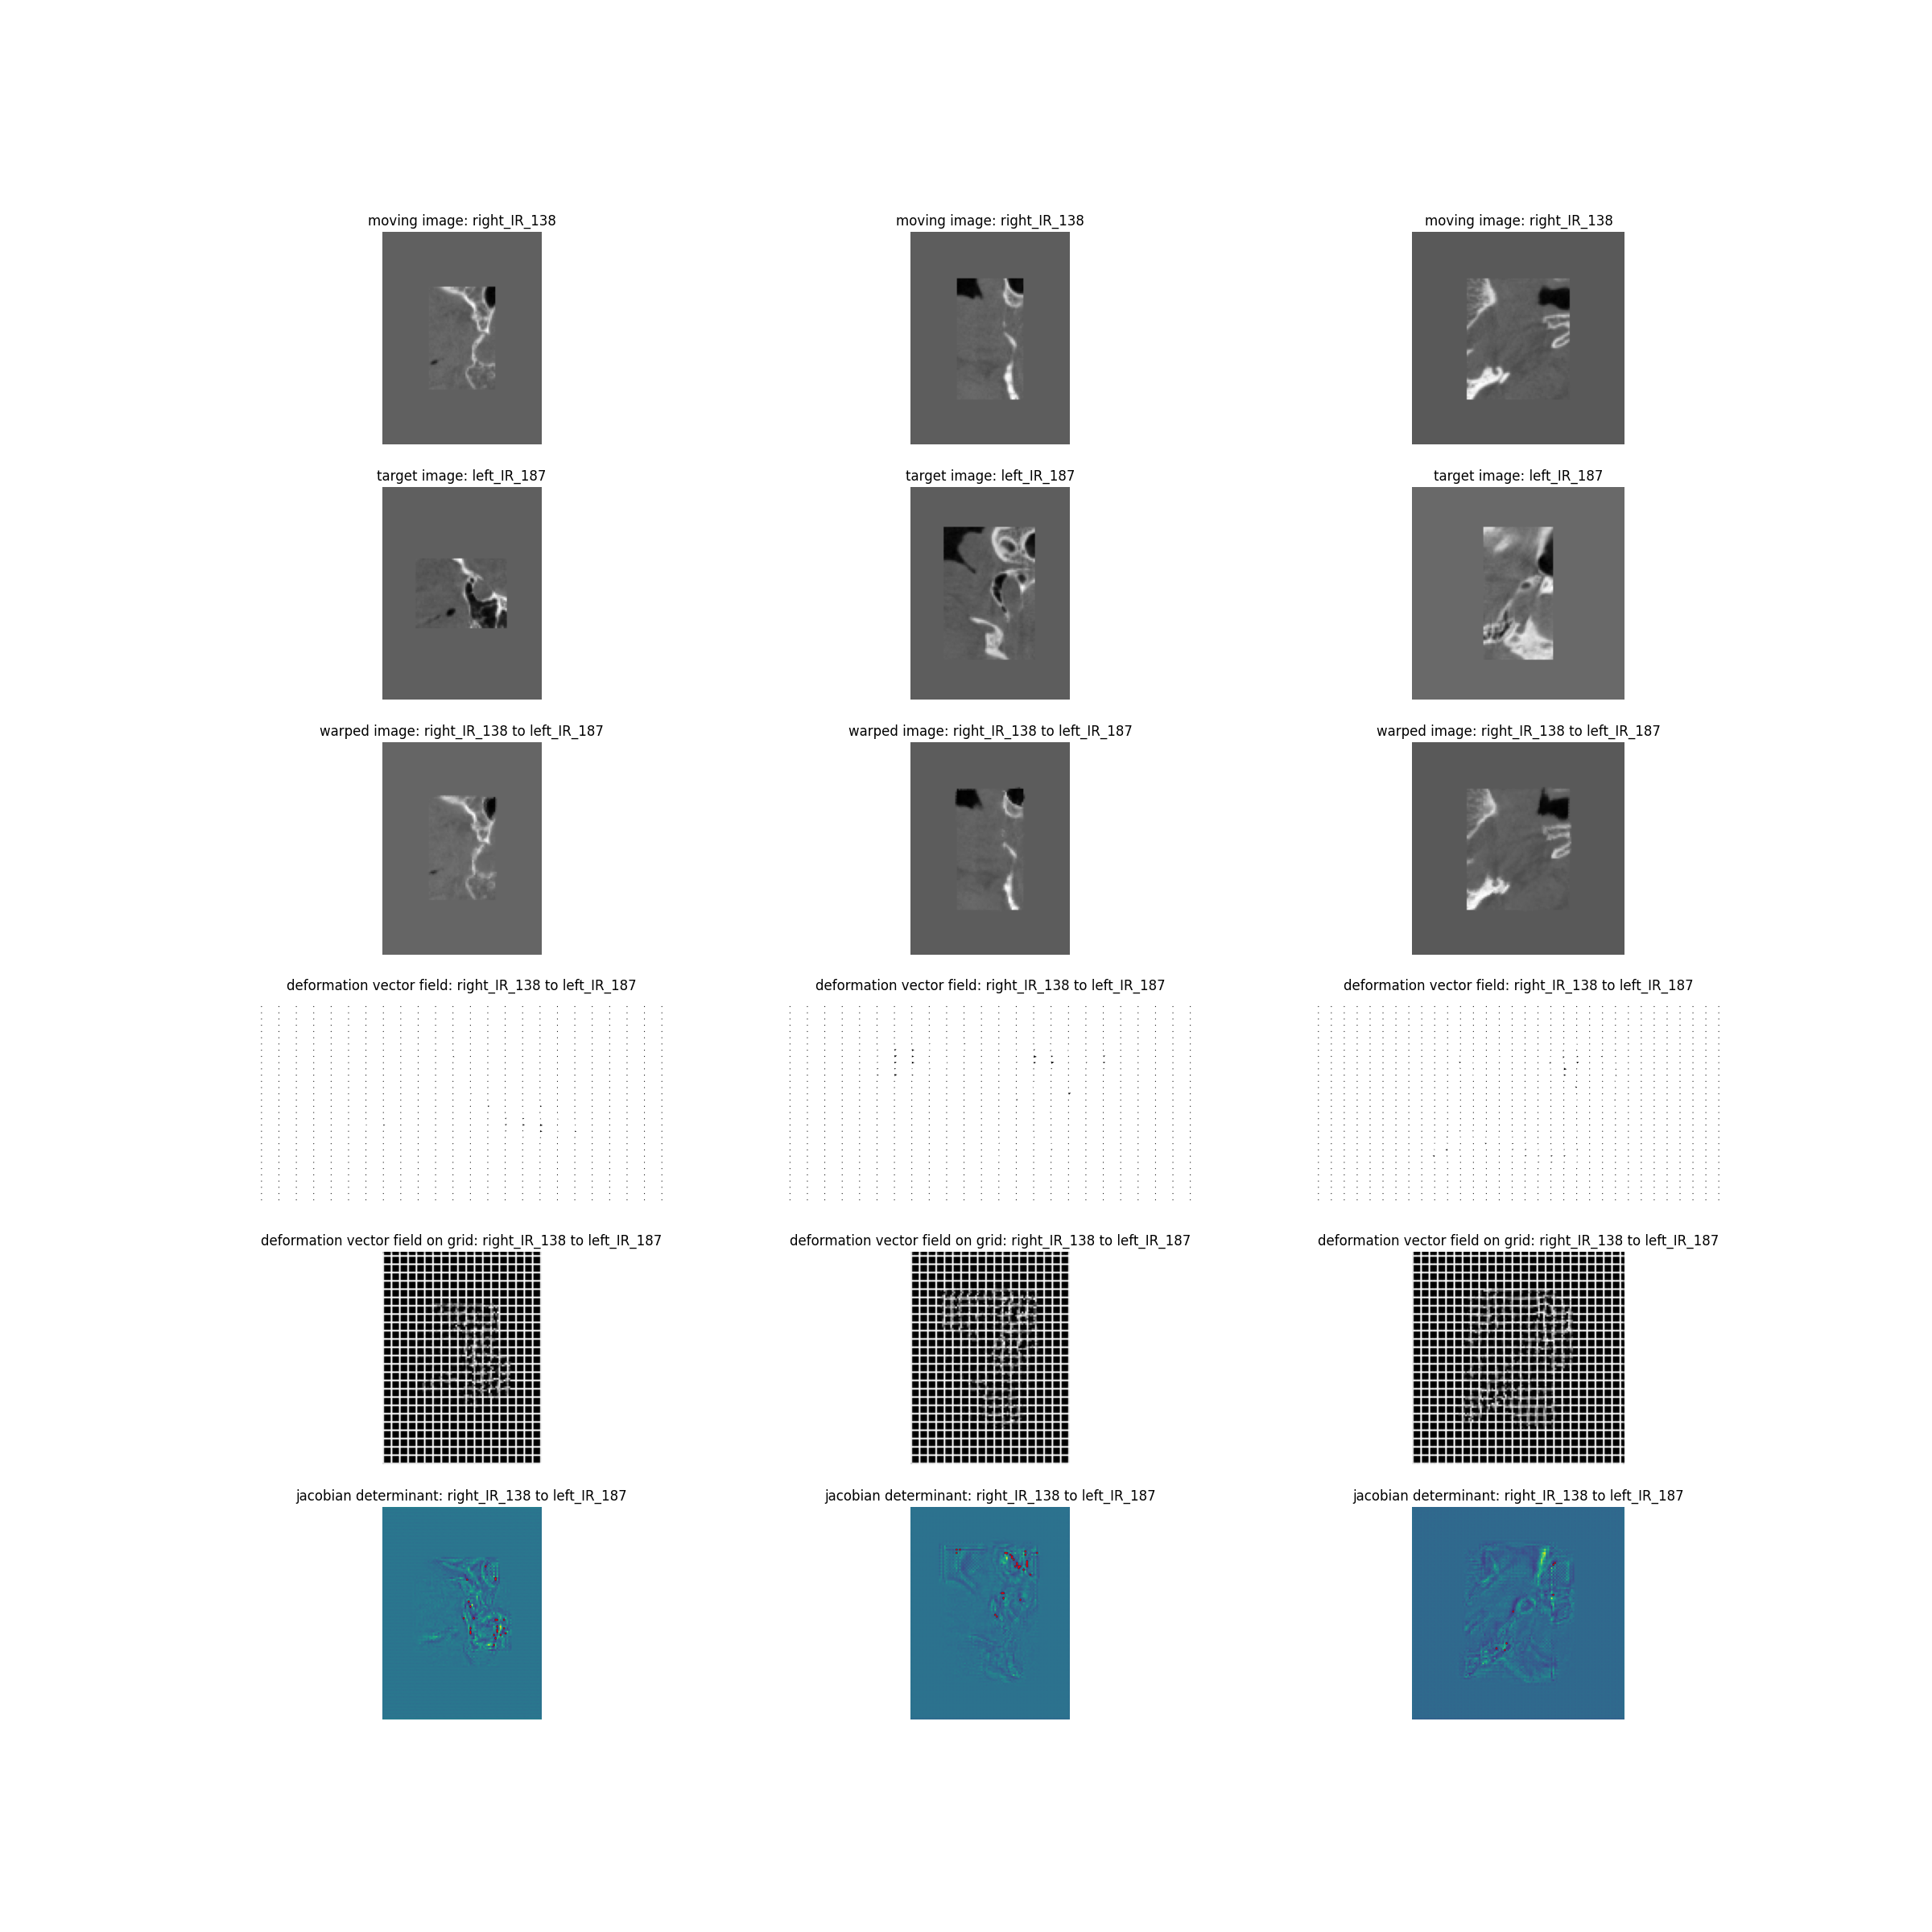 moving image: right_IR_138
moving image: right_IR_138
moving image: right_IR_138
target image: left_IR_187
target image: left_IR_187
target image: left_IR_187
warped image: right_IR_138 to left_IR_187
warped image: right_IR_138 to left_IR_187
warped image: right_IR_138 to left_IR_187
deformation vector field: right_IR_138 to left_IR_187
deformation vector field: right_IR_138 to left_IR_187
deformation vector field: right_IR_138 to left_IR_187
deformation vector field on grid: right_IR_138 to left_IR_187
deformation vector field on grid: right_IR_138 to left_IR_187
deformation vector field on grid: right_IR_138 to left_IR_187
jacobian determinant: right_IR_138 to left_IR_187
jacobian determinant: right_IR_138 to left_IR_187
jacobian determinant: right_IR_138 to left_IR_187